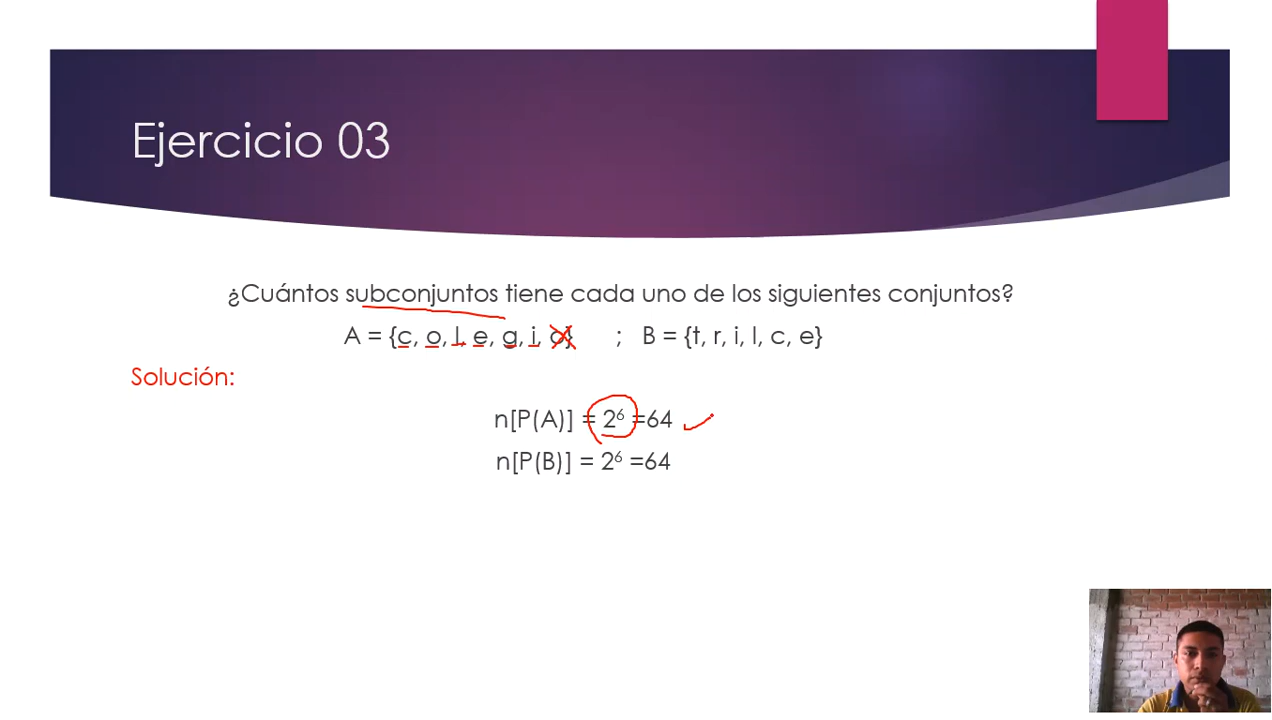 Ejercicio 03
¿Cuántos subconjuntos tiene cada uno de los siguientes conjuntos?
A = {c, o, l, e, g, i, o} ; B = {t, r, i, l, c, e}
Solución:
n[P(A)] = 2⁶ =64
n[P(B)] = 2⁶ =64